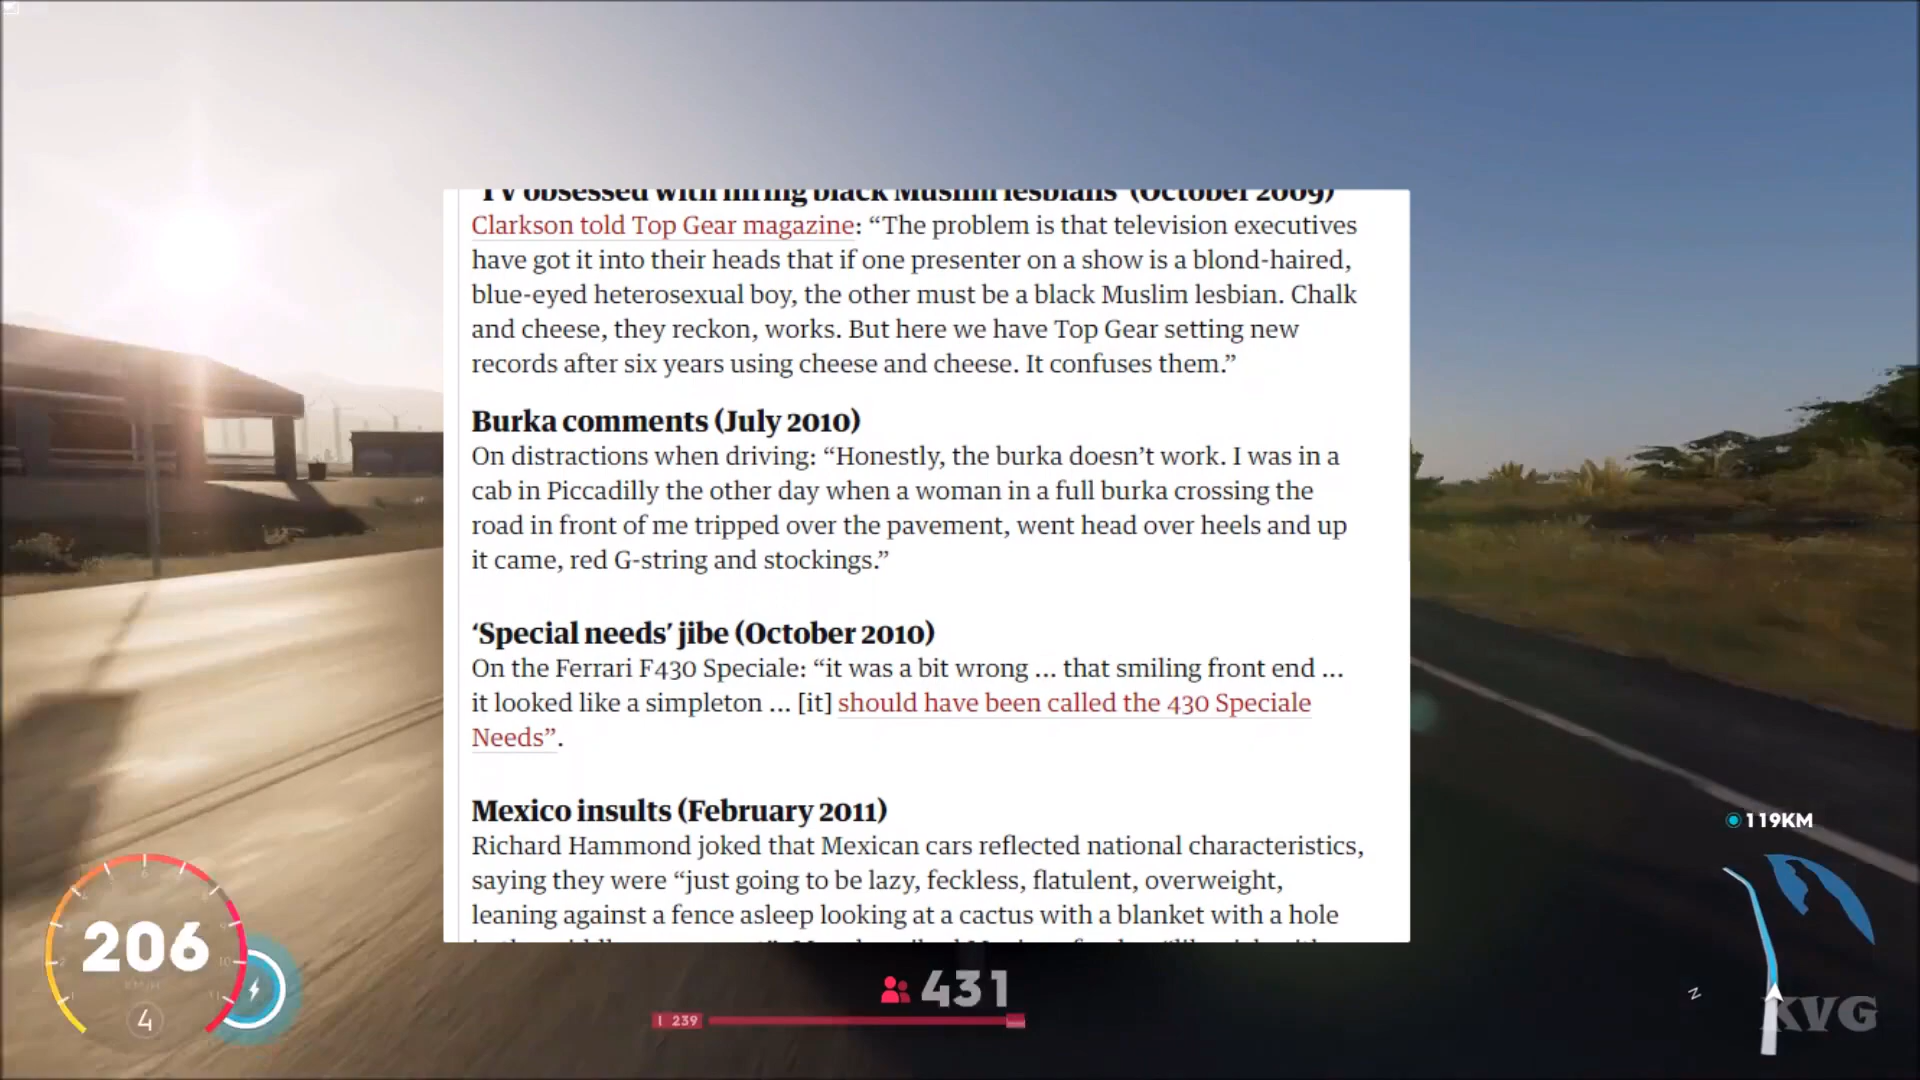 ‘TV obsessed with hiring black Muslim lesbians’ (October 2009)
Clarkson told Top Gear magazine: “The problem is that television executives
have got it into their heads that if one presenter on a show is a blond-haired,
blue-eyed heterosexual boy, the other must be a black Muslim lesbian. Chalk
and cheese, they reckon, works. But here we have Top Gear setting new
records after six years using cheese and cheese. It confuses them.”
Burka comments (July 2010)
On distractions when driving: “Honestly, the burka doesn’t work. I was in a
cab in Piccadilly the other day when a woman in a full burka crossing the
road in front of me tripped over the pavement, went head over heels and up
it came, red G-string and stockings.”
‘Special needs’ jibe (October 2010)
On the Ferrari F430 Speciale: “it was a bit wrong ... that smiling front end ...
it looked like a simpleton ... [it] should have been called the 430 Speciale
Needs”.
Mexico insults (February 2011)
Richard Hammond joked that Mexican cars reflected national characteristics,
saying they were “just going to be lazy, feckless, flatulent, overweight,
leaning against a fence asleep looking at a cactus with a blanket with a hole
119KM
206
4
431
239
Z
KVG